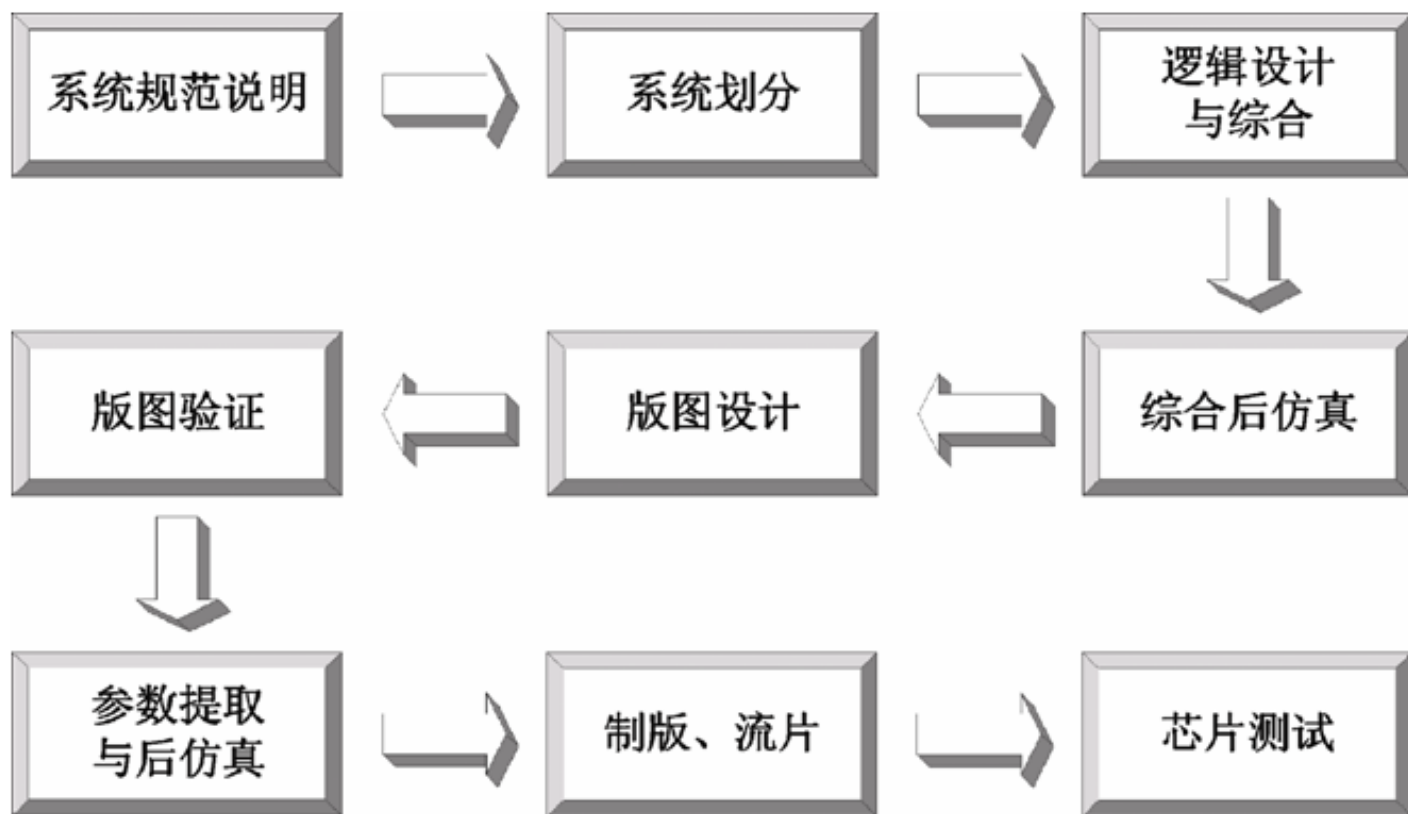 系统规范说明
系统划分
逻辑设计
与综合
综合后仿真
版图设计
版图验证
参数提取
与后仿真
制版、流片
芯片测试